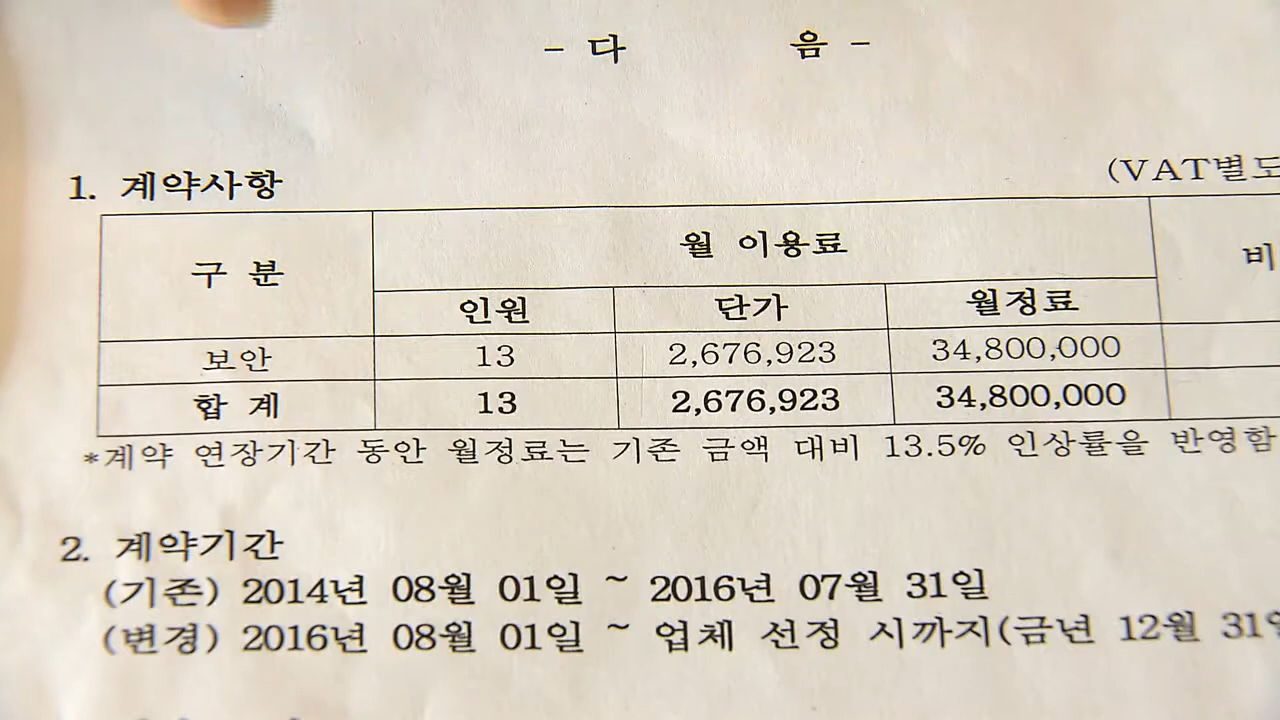 - 다 음 -
1. 계약사항
(VAT별도
구 분 월 이용료 비
인원 단가 월정료
보안 13 2,676,923 34,800,000
합 계 13 2,676,923 34,800,000
*계약 연장기간 동안 월정료는 기존 금액 대비 13.5% 인상률을 반영함
2. 계약기간
(기존) 2014년 08월 01일 ~ 2016년 07월 31일
(변경) 2016년 08월 01일 ~ 업체 선정 시까지(금년 12월 31일